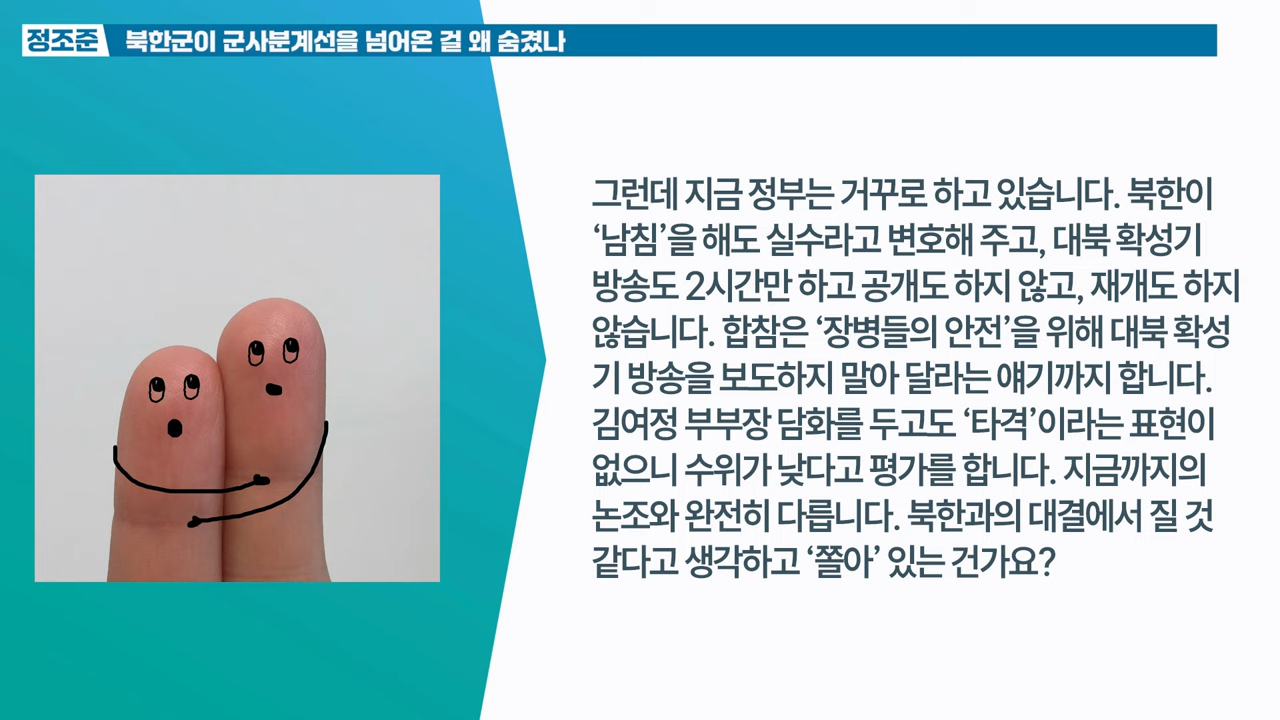 정조준 북한군이 군사분계선을 넘어온 걸 왜 숨겼나
그런데 지금 정부는 거꾸로 하고 있습니다. 북한이
‘남침’을 해도 실수라고 변호해 주고, 대북 확성기
방송도 2시간만 하고 공개도 하지 않고, 재개도 하지
않습니다. 합참은 ‘장병들의 안전’을 위해 대북 확성
기 방송을 보도하지 말아 달라는 얘기까지 합니다.
김여정 부부장 담화를 두고도 ‘타격’이라는 표현이
없으니 수위가 낮다고 평가를 합니다. 지금까지의
논조와 완전히 다릅니다. 북한과의 대결에서 질 것
같다고 생각하고 ‘쫄아’ 있는 건가요?